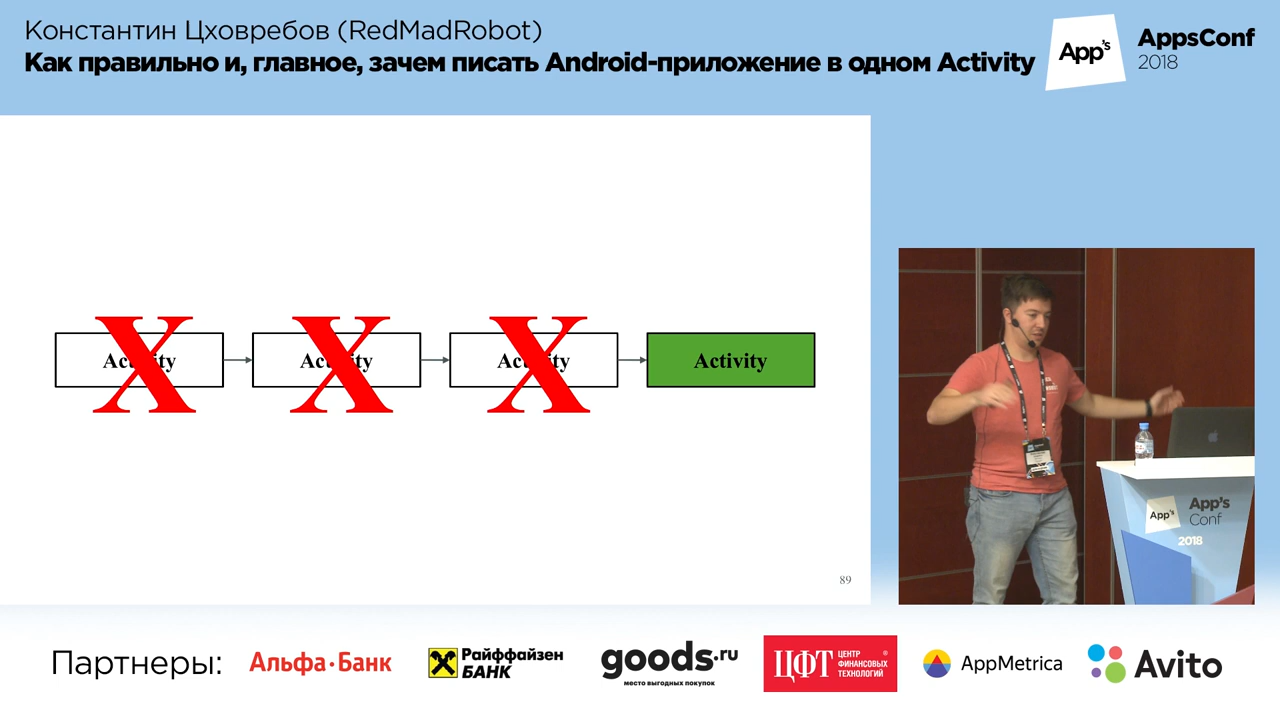 Константин Цховребов (RedMadRobot)
Как правильно и, главное, зачем писать Android-приложение в одном Activity
App's
AppsConf
2018
Activity
Activity
Activity
Activity
X
X
X
89
App's
App's
Conf
2018
Партнеры:
Альфа·Банк
Райффайзен
БАНК
goods.ru
место выгодных покупок
ЦФТ
ЦЕНТР
ФИНАНСОВЫХ
ТЕХНОЛОГИЙ
®
AppMetrica
Avito